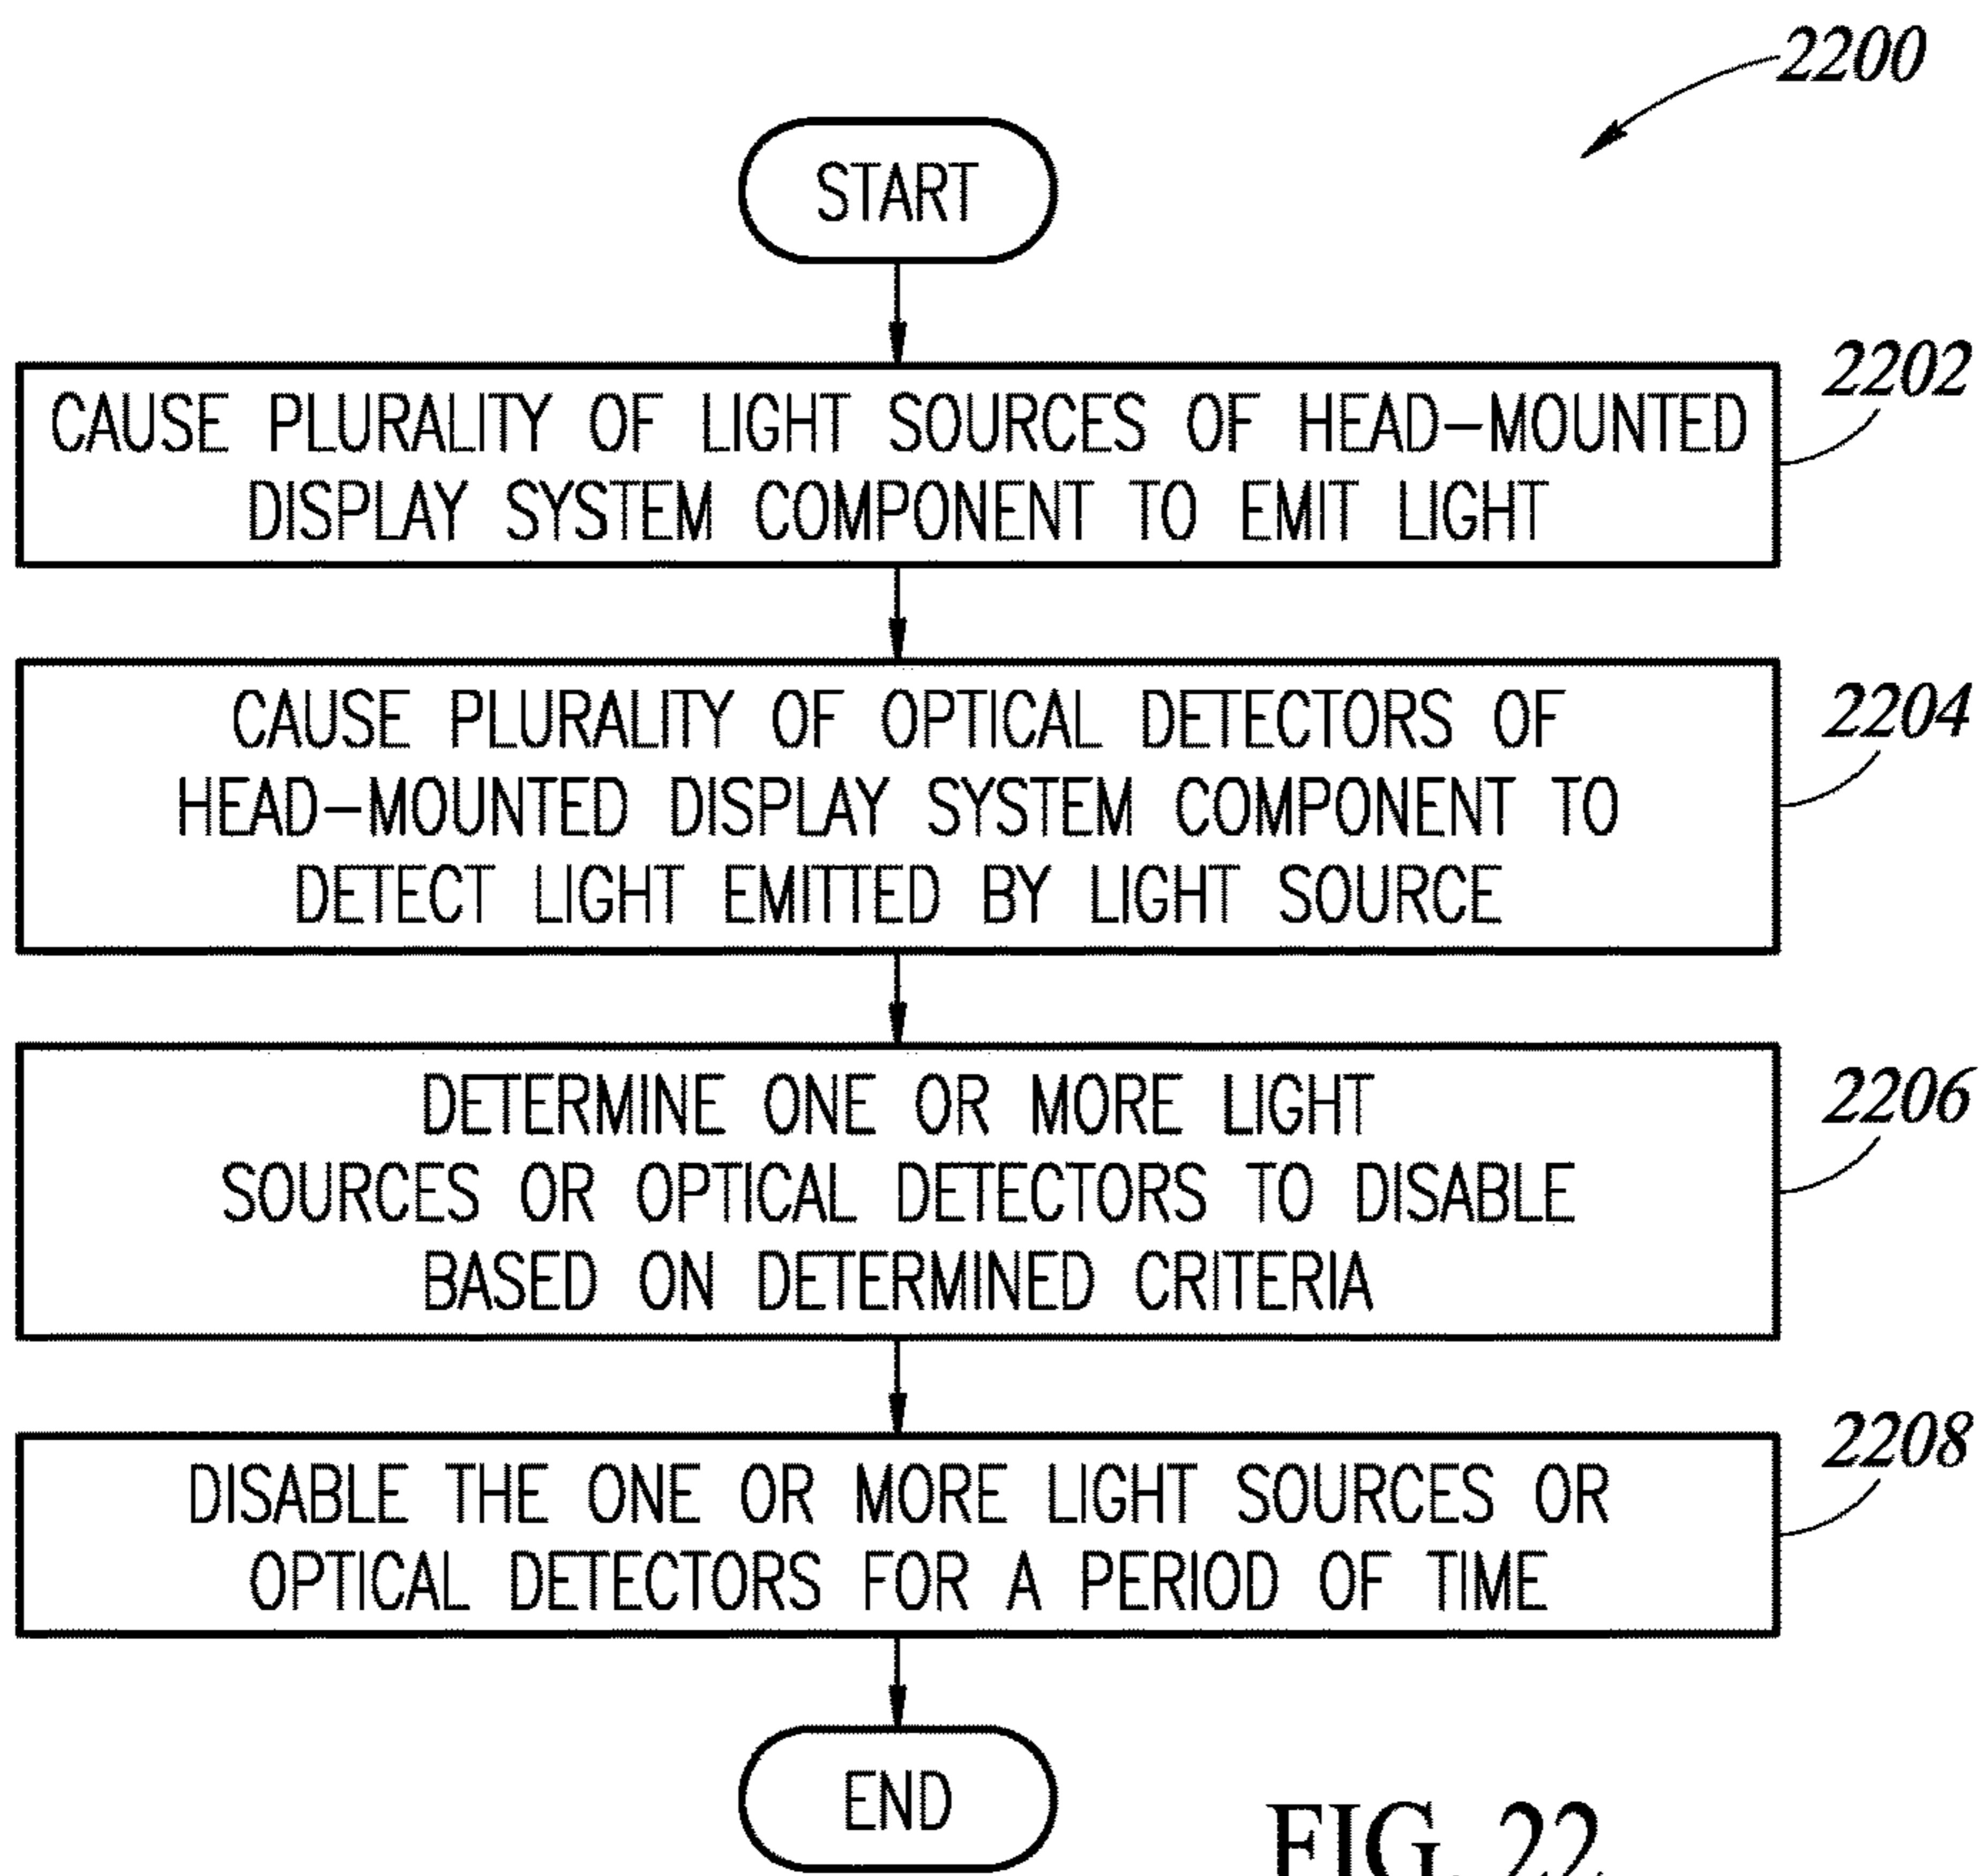 2200
START
2202
CAUSE PLURALITY OF LIGHT SOURCES OF HEAD-MOUNTED
DISPLAY SYSTEM COMPONENT TO EMIT LIGHT
2204
CAUSE PLURALITY OF OPTICAL DETECTORS OF
HEAD-MOUNTED DISPLAY SYSTEM COMPONENT TO
DETECT LIGHT EMITTED BY LIGHT SOURCE
2206
DETERMINE ONE OR MORE LIGHT
SOURCES OR OPTICAL DETECTORS TO DISABLE
BASED ON DETERMINED CRITERIA
2208
DISABLE THE ONE OR MORE LIGHT SOURCES OR
OPTICAL DETECTORS FOR A PERIOD OF TIME
END
FIG. 22